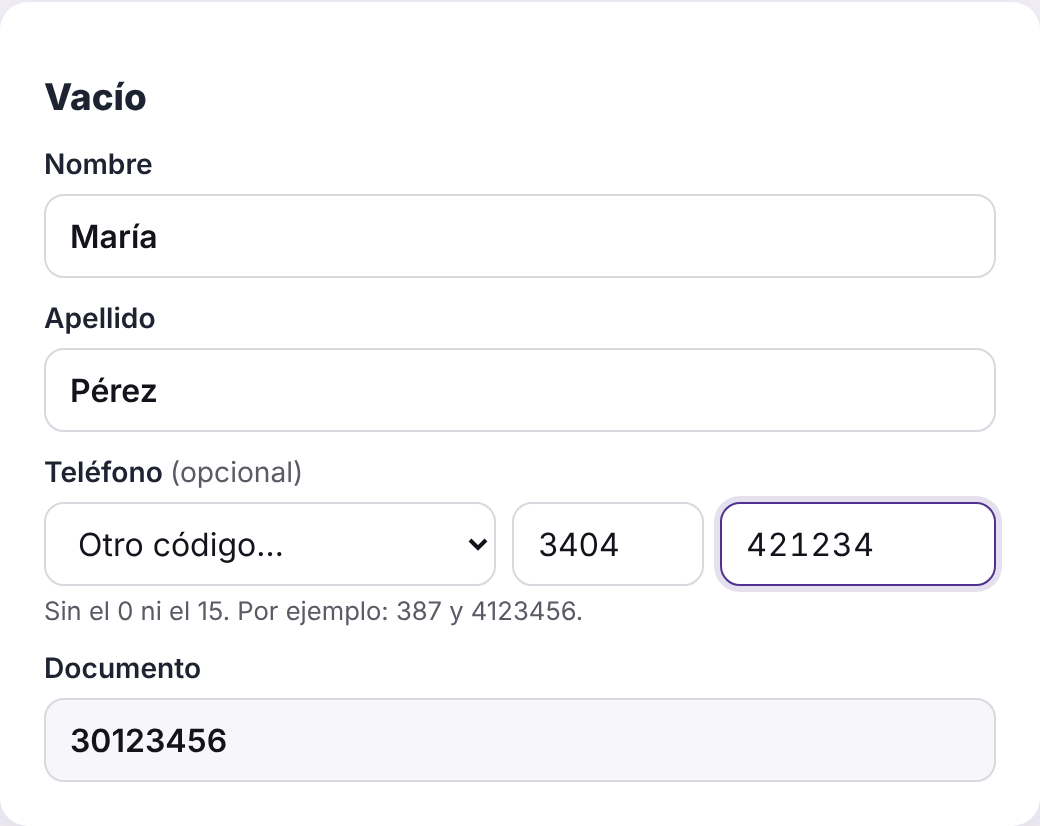 Vacío
Nombre
María
Apellido
Pérez
Teléfono (opcional)
Otro código... 3404 421234
Sin el 0 ni el 15. Por ejemplo: 387 y 4123456.
Documento
30123456